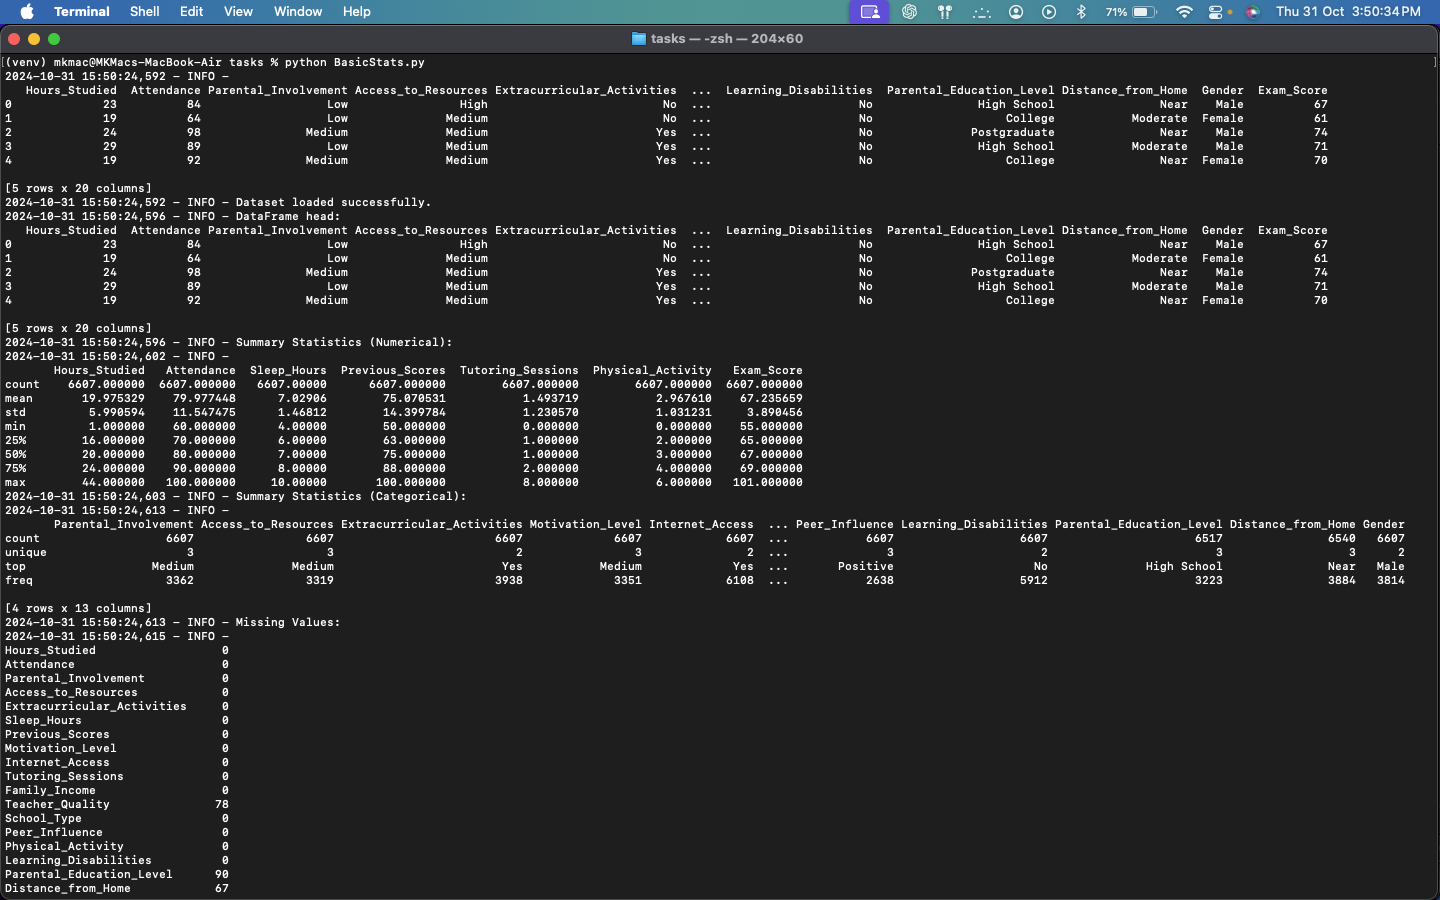 Terminal Shell Edit View Window Help 71% Thu 31 Oct 3:50:34 PM
tasks — -zsh — 204×60
(venv) mkmac@MKMacs-MacBook-Air tasks % python BasicStats.py
2024-10-31 15:50:24,592 - INFO -
Hours_Studied Attendance Parental_Involvement Access_to_Resources Extracurricular_Activities ... Learning_Disabilities Parental_Education_Level Distance_from_Home Gender Exam_Score
0 23 84 Low High No ... No High School Near Male 67
1 19 64 Low Medium No ... No College Moderate Female 61
2 24 98 Medium Medium Yes ... No Postgraduate Near Male 74
3 29 89 Low Medium Yes ... No High School Moderate Male 71
4 19 92 Medium Medium Yes ... No College Near Female 70
[5 rows x 20 columns]
2024-10-31 15:50:24,592 - INFO - Dataset loaded successfully.
2024-10-31 15:50:24,596 - INFO - DataFrame head:
Hours_Studied Attendance Parental_Involvement Access_to_Resources Extracurricular_Activities ... Learning_Disabilities Parental_Education_Level Distance_from_Home Gender Exam_Score
0 23 84 Low High No ... No High School Near Male 67
1 19 64 Low Medium No ... No College Moderate Female 61
2 24 98 Medium Medium Yes ... No Postgraduate Near Male 74
3 29 89 Low Medium Yes ... No High School Moderate Male 71
4 19 92 Medium Medium Yes ... No College Near Female 70
[5 rows x 20 columns]
2024-10-31 15:50:24,596 - INFO - Summary Statistics (Numerical):
2024-10-31 15:50:24,602 - INFO -
Hours_Studied Attendance Sleep_Hours Previous_Scores Tutoring_Sessions Physical_Activity Exam_Score
count 6607.000000 6607.000000 6607.00000 6607.000000 6607.000000 6607.000000 6607.000000
mean 19.975329 79.977448 7.02906 75.070531 1.493719 2.967610 67.235659
std 5.990594 11.547475 1.46812 14.399784 1.230570 1.031231 3.890456
min 1.000000 60.000000 4.00000 50.000000 0.000000 0.000000 55.000000
25% 16.000000 70.000000 6.00000 63.000000 1.000000 2.000000 65.000000
50% 20.000000 80.000000 7.00000 75.000000 1.000000 3.000000 67.000000
75% 24.000000 90.000000 8.00000 88.000000 2.000000 4.000000 69.000000
max 44.000000 100.000000 10.00000 100.000000 8.000000 6.000000 101.000000
2024-10-31 15:50:24,603 - INFO - Summary Statistics (Categorical):
2024-10-31 15:50:24,613 - INFO -
Parental_Involvement Access_to_Resources Extracurricular_Activities Motivation_Level Internet_Access ... Peer_Influence Learning_Disabilities Parental_Education_Level Distance_from_Home Gender
count 6607 6607 6607 6607 6607 ... 6607 6607 6517 6540 6607
unique 3 3 2 3 2 ... 3 2 3 3 2
top Medium Medium Yes Medium Yes ... Positive No High School Near Male
freq 3362 3319 3938 3351 6108 ... 2638 5912 3223 3884 3814
[4 rows x 13 columns]
2024-10-31 15:50:24,613 - INFO - Missing Values:
2024-10-31 15:50:24,615 - INFO -
Hours_Studied 0
Attendance 0
Parental_Involvement 0
Access_to_Resources 0
Extracurricular_Activities 0
Sleep_Hours 0
Previous_Scores 0
Motivation_Level 0
Internet_Access 0
Tutoring_Sessions 0
Family_Income 0
Teacher_Quality 78
School_Type 0
Peer_Influence 0
Physical_Activity 0
Learning_Disabilities 0
Parental_Education_Level 90
Distance_from_Home 67